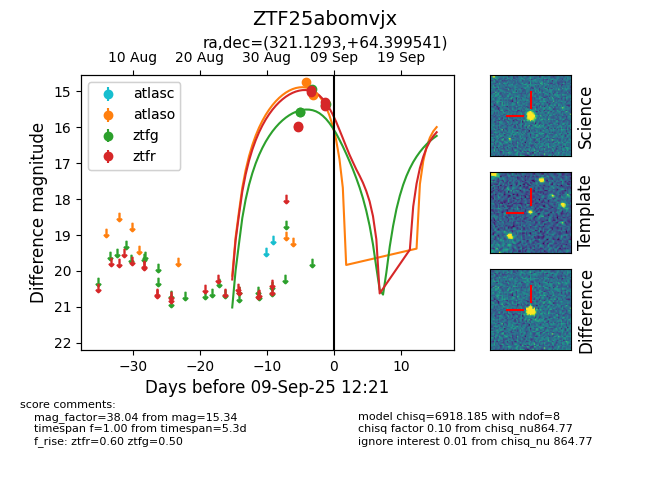 ZTF25abomvjx
ra,dec=(321.1293,+64.399541)
10 Aug 20 Aug 30 Aug 09 Sep 19 Sep
atlasc
atlaso
ztfg
ztfr
15
16
17
18
19
20
21
22
Difference magnitude
−30 −20 −10 0 10
Days before 09-Sep-25 12:21
Science
Template
Difference
score comments:
mag_factor=38.04 from mag=15.34
timespan f=1.00 from timespan=5.3d
f_rise: ztfr=0.60 ztfg=0.50
model chisq=6918.185 with ndof=8
chisq factor 0.10 from chisq_nu864.77
ignore interest 0.01 from chisq_nu 864.77